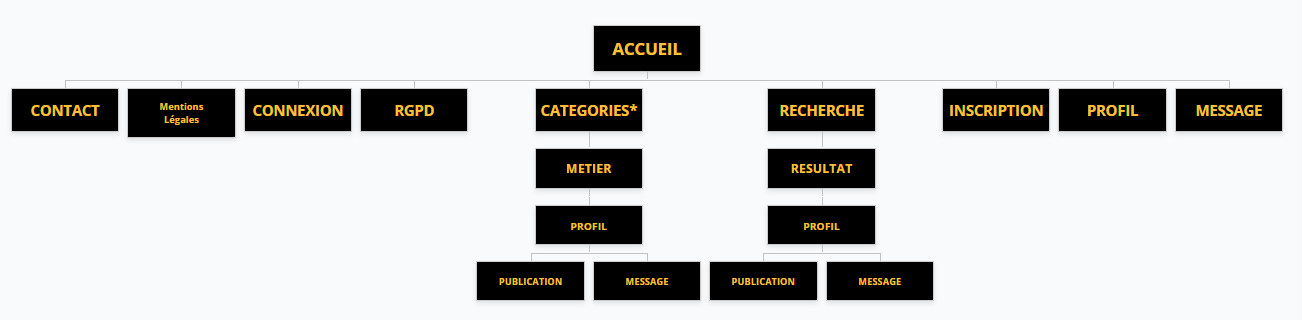 ACCUEIL
CONTACT
Mentions
Légales
CONNEXION
RGPD
CATEGORIES*
RECHERCHE
INSCRIPTION
PROFIL
MESSAGE
METIER
RESULTAT
PROFIL
PROFIL
PUBLICATION
MESSAGE
PUBLICATION
MESSAGE